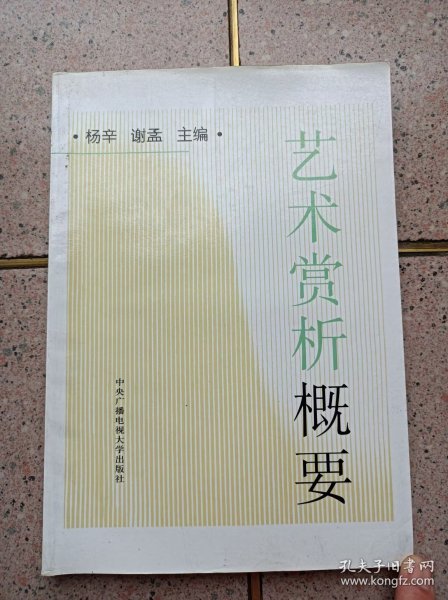 • 杨辛 谢孟 主编 •
艺术赏析概要
中央广播电视大学出版社
孔夫子旧书网
www.kongfz.com